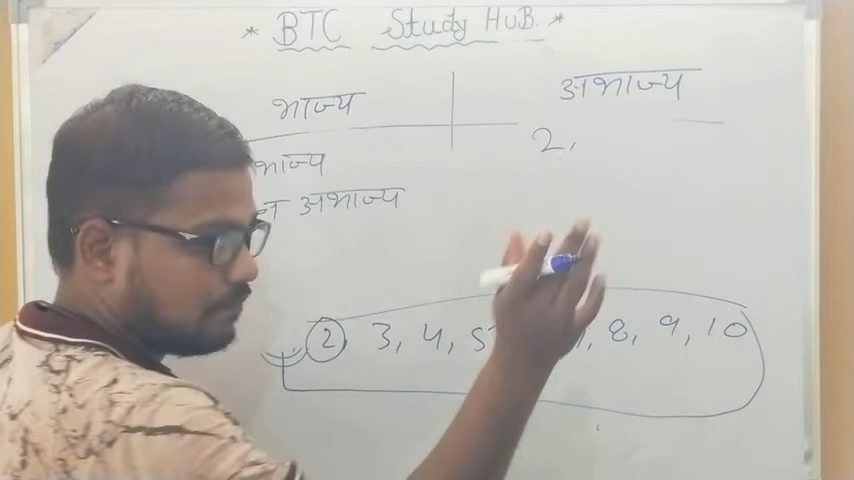 * BTC Study HUB. *
भाज्य अभाज्य
2,
भाज्य
अभाज्य
2, 3, 4, 5 8, 9, 10